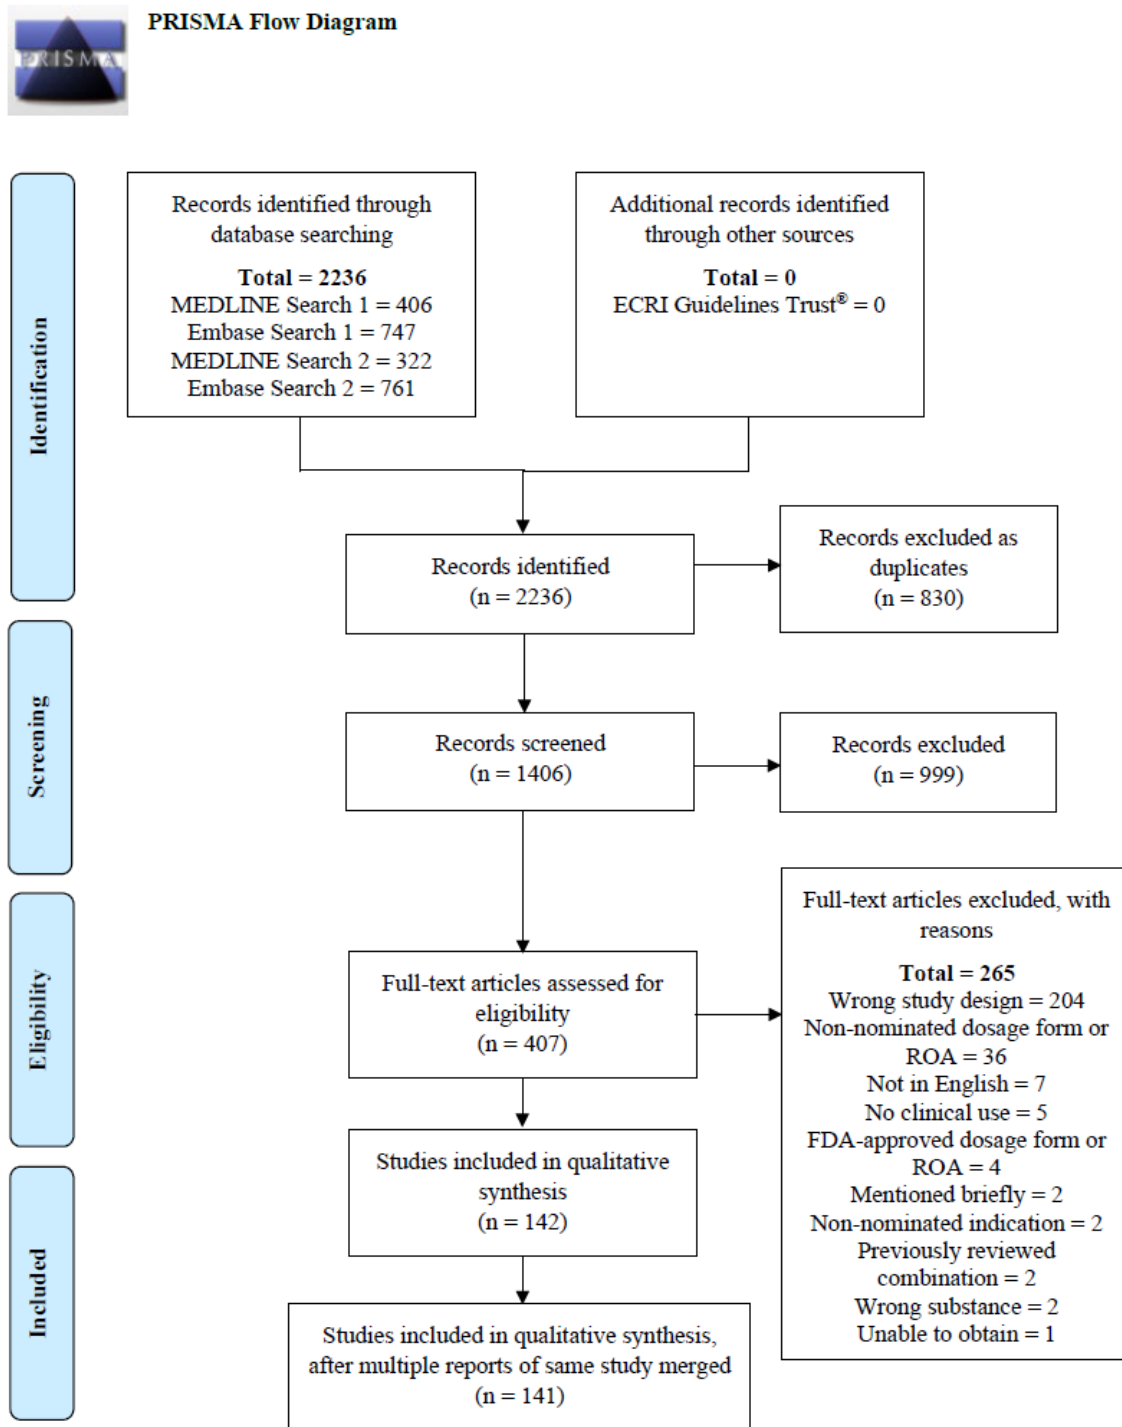 PRISMA Flow Diagram
PRISMA
Identification
Records identified through
database searching
Total = 2236
MEDLINE Search 1 = 406
Embase Search 1 = 747
MEDLINE Search 2 = 322
Embase Search 2 = 761
Additional records identified
through other sources
Total = 0
ECRI Guidelines Trust® = 0
Records identified
(n = 2236)
Records excluded as
duplicates
(n = 830)
Screening
Records screened
(n = 1406)
Records excluded
(n = 999)
Eligibility
Full-text articles assessed for
eligibility
(n = 407)
Full-text articles excluded, with
reasons
Total = 265
Wrong study design = 204
Non-nominated dosage form or
ROA = 36
Not in English = 7
No clinical use = 5
FDA-approved dosage form or
ROA = 4
Mentioned briefly = 2
Non-nominated indication = 2
Previously reviewed
combination = 2
Wrong substance = 2
Unable to obtain = 1
Studies included in qualitative
synthesis
(n = 142)
Included
Studies included in qualitative synthesis,
after multiple reports of same study merged
(n = 141)